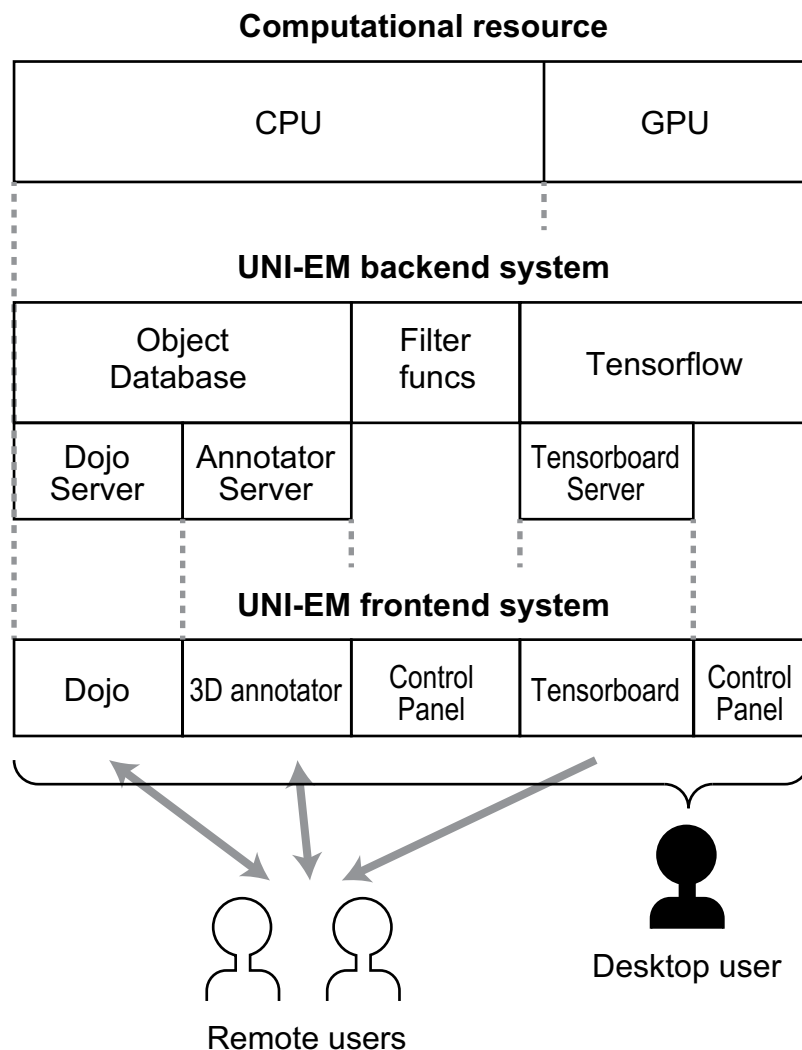 Computational resource
CPU
GPU
UNI-EM backend system
Object
Database
Filter
funcs
Tensorflow
Dojo
Server
Annotator
Server
Tensorboard
Server
UNI-EM frontend system
Dojo
3D annotator
Control
Panel
Tensorboard
Control
Panel
Desktop user
Remote users